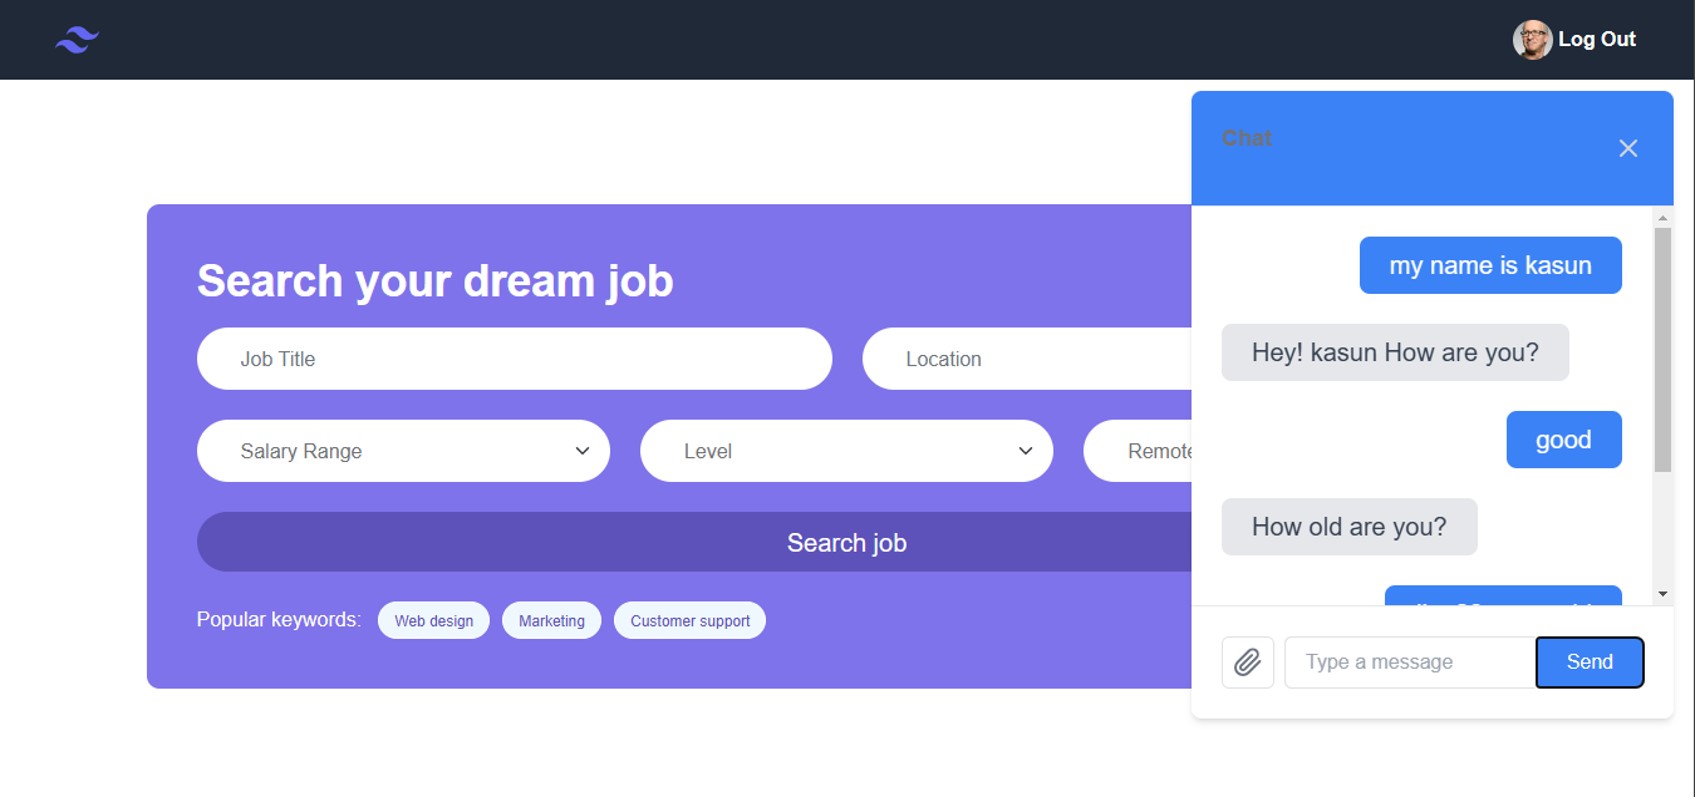 Log Out
Chat
my name is kasun
Hey! kasun How are you?
good
How old are you?
Type a message
Send
Search your dream job
Job Title
Location
Salary Range
Level
Remote
Search job
Popular keywords:
Web design
Marketing
Customer support